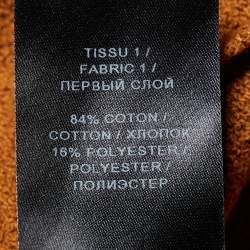 TISSU 1 /
FABRIC 1 /
ПЕРВЫЙ СЛОЙ
84% COTON /
COTTON / ХЛОПОК
16% POLYESTER /
POLYESTER /
ПОЛИЭСТЕР